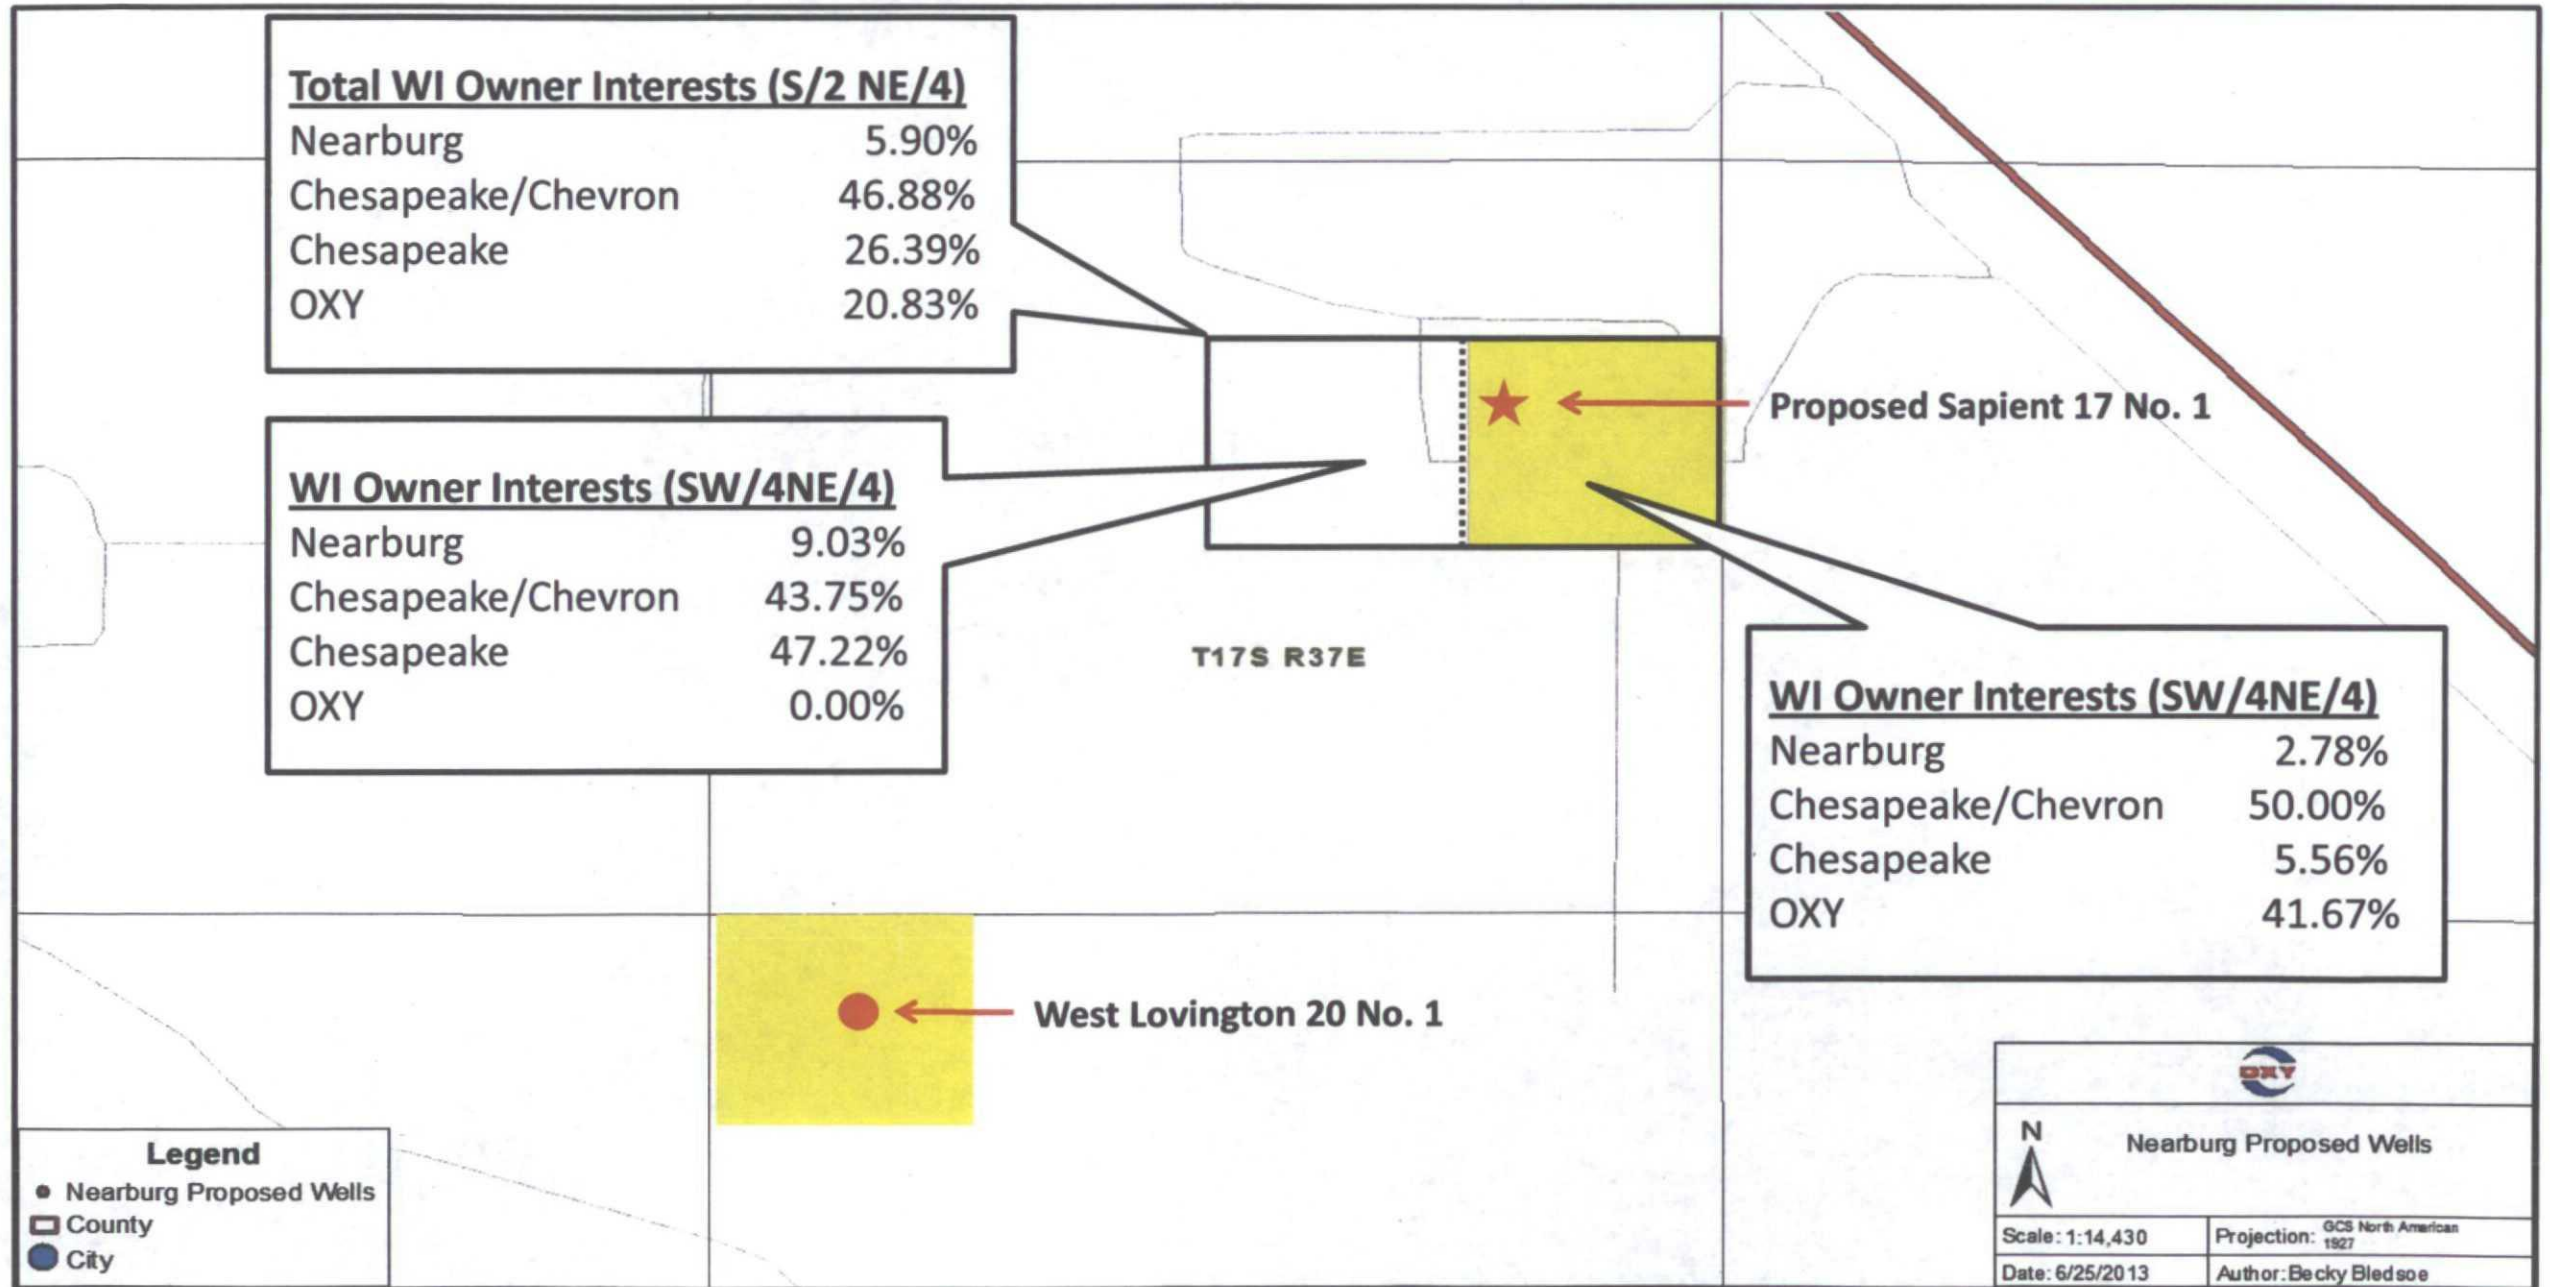 Total WI Owner Interests (S/2 NE/4)
Nearburg 5.90%
Chesapeake/Chevron 46.88%
Chesapeake 26.39%
OXY 20.83%
Proposed Sapient 17 No. 1
WI Owner Interests (SW/4NE/4)
Nearburg 9.03%
Chesapeake/Chevron 43.75%
Chesapeake 47.22%
OXY 0.00%
T17S R37E
WI Owner Interests (SW/4NE/4)
Nearburg 2.78%
Chesapeake/Chevron 50.00%
Chesapeake 5.56%
OXY 41.67%
West Lovington 20 No. 1
Legend
Nearburg Proposed Wells
County
City
OXY
N
Nearburg Proposed Wells
Scale: 1:14,430
Projection: GCS North American
1927
Date: 6/25/2013
Author: Becky Bledsoe